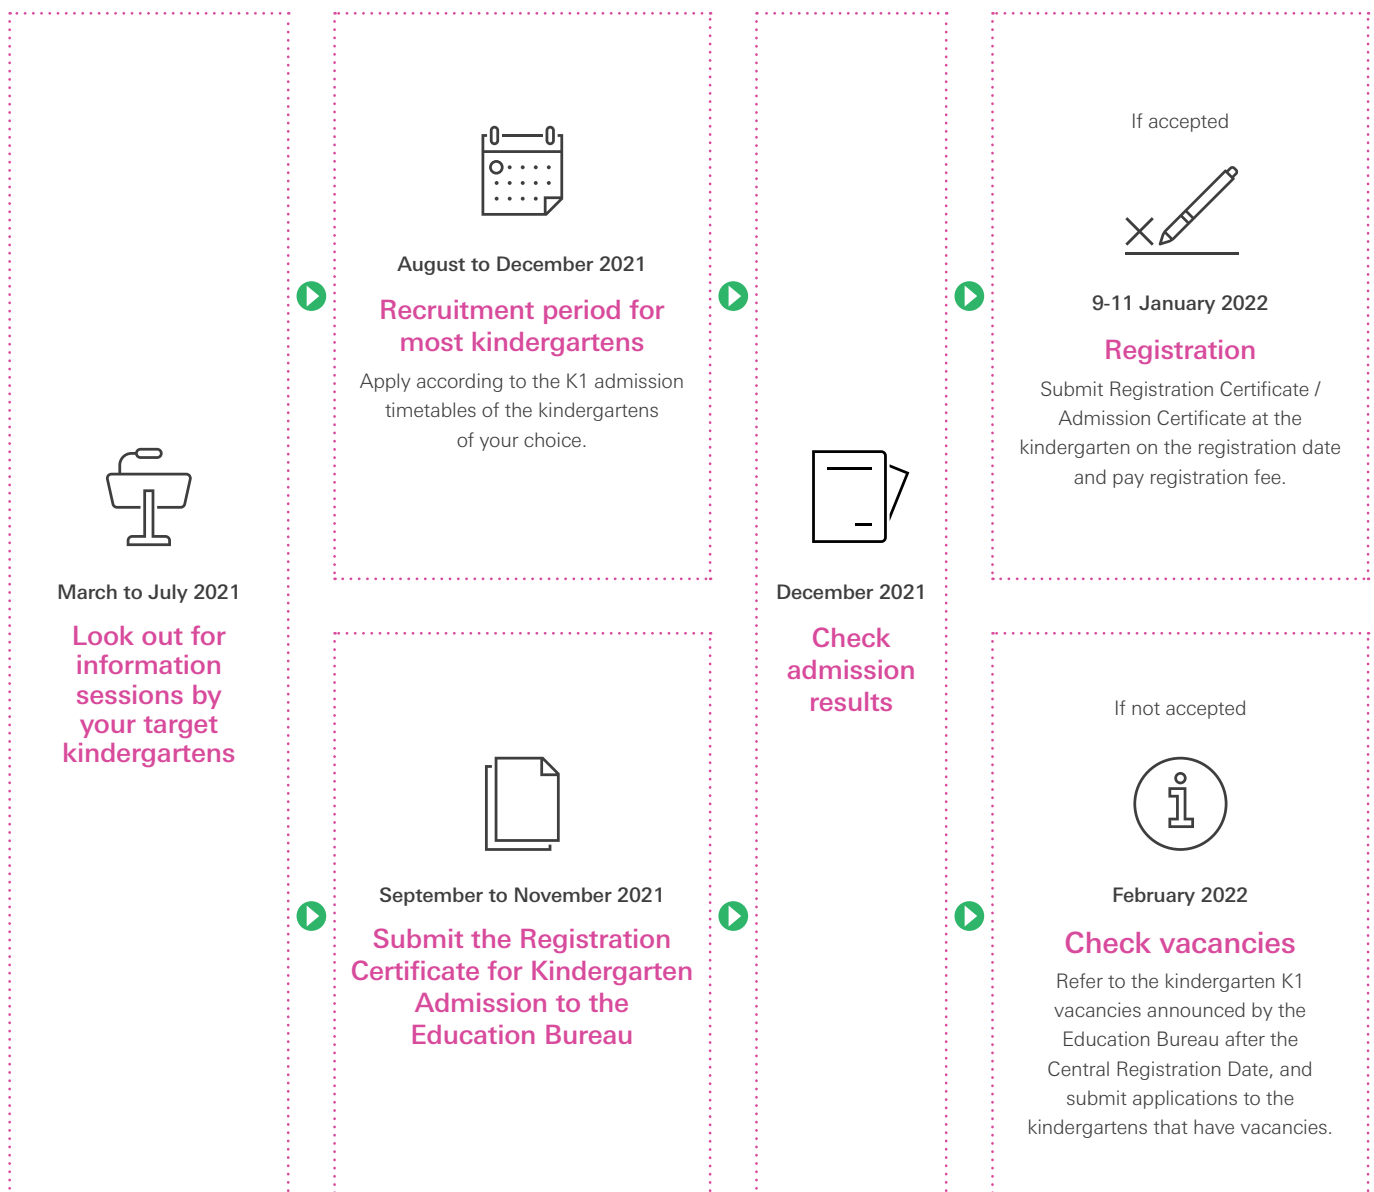 March to July 2021
Look out for
information
sessions by
your target
kindergartens
August to December 2021
Recruitment period for
most kindergartens
Apply according to the K1 admission
timetables of the kindergartens
of your choice.
September to November 2021
Submit the Registration
Certificate for Kindergarten
Admission to the
Education Bureau
December 2021
Check
admission
results
If accepted
9-11 January 2022
Registration
Submit Registration Certificate /
Admission Certificate at the
kindergarten on the registration date
and pay registration fee.
If not accepted
February 2022
Check vacancies
Refer to the kindergarten K1
vacancies announced by the
Education Bureau after the
Central Registration Date, and
submit applications to the
kindergartens that have vacancies.